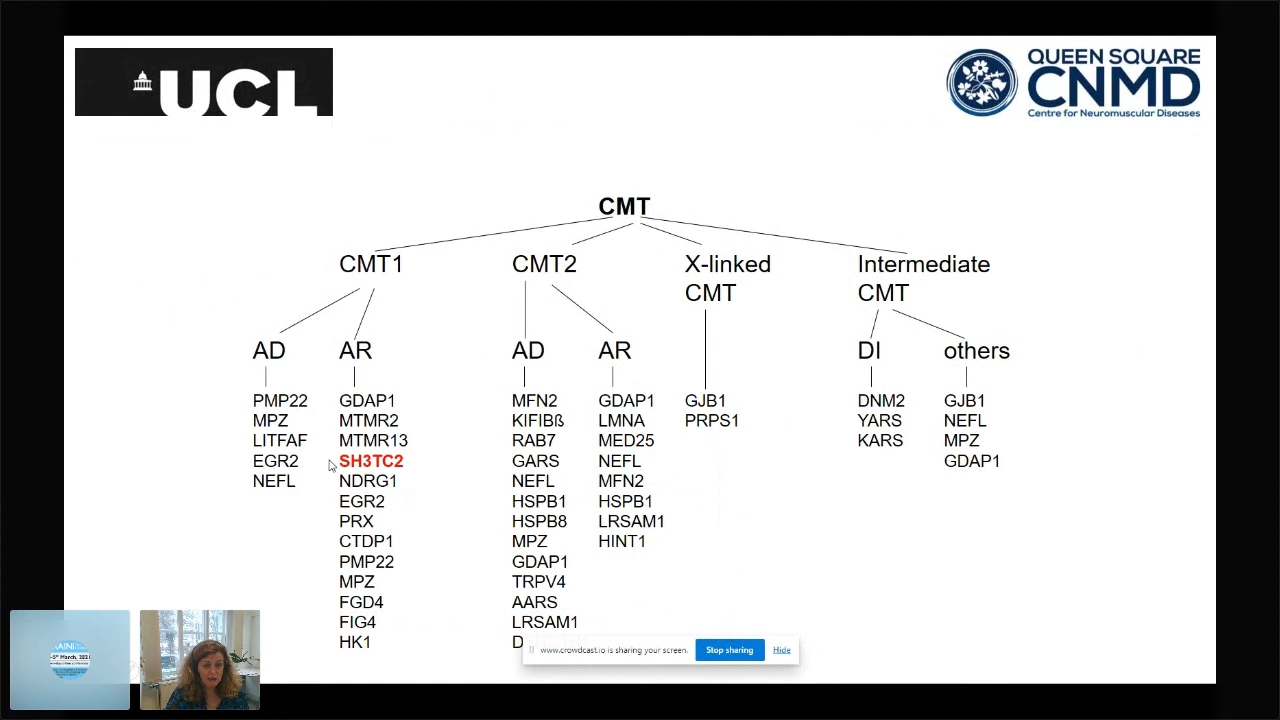 UCL
QUEEN SQUARE
CNMD
Centre for Neuromuscular Diseases
CMT
CMT1
CMT2
X-linked
CMT
Intermediate
CMT
AD
AR
AD
AR
DI
others
PMP22
MPZ
LITFAF
EGR2
NEFL
GDAP1
MTMR2
MTMR13
SH3TC2
NDRG1
EGR2
PRX
CTDP1
PMP22
MPZ
FGD4
FIG4
HK1
MFN2
KIFIBß
RAB7
GARS
NEFL
HSPB1
HSPB8
MPZ
GDAP1
TRPV4
AARS
LRSAM1
GDAP1
LMNA
MED25
NEFL
MFN2
HSPB1
LRSAM1
HINT1
GJB1
PRPS1
DNM2
YARS
KARS
GJB1
NEFL
MPZ
GDAP1
www.crowdcast.io is sharing your screen.
Stop sharing
Hide